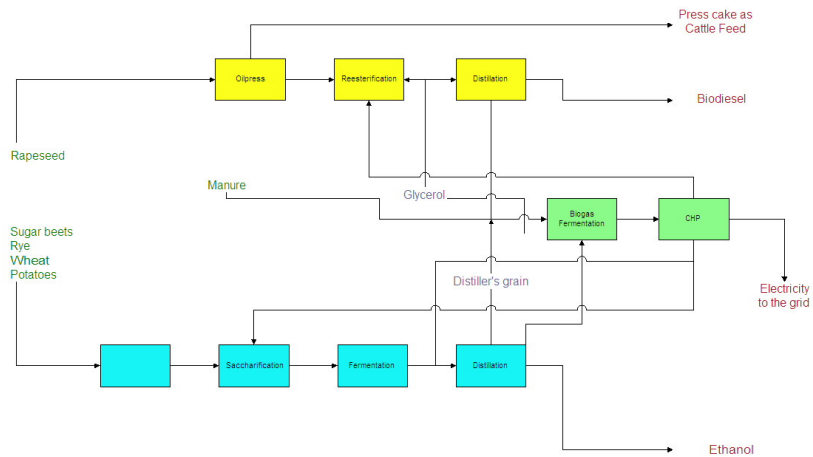 Press cake as
Cattle Feed
Oilpress
Reesterification
Distillation
Biodiesel
Rapeseed
Manure
Glycerol
Biogas
Fermentation
CHP
Sugar beets
Rye
Wheat
Potatoes
Distiller's grain
Electricity
to the grid
Saccharification
Fermentation
Distillation
Ethanol